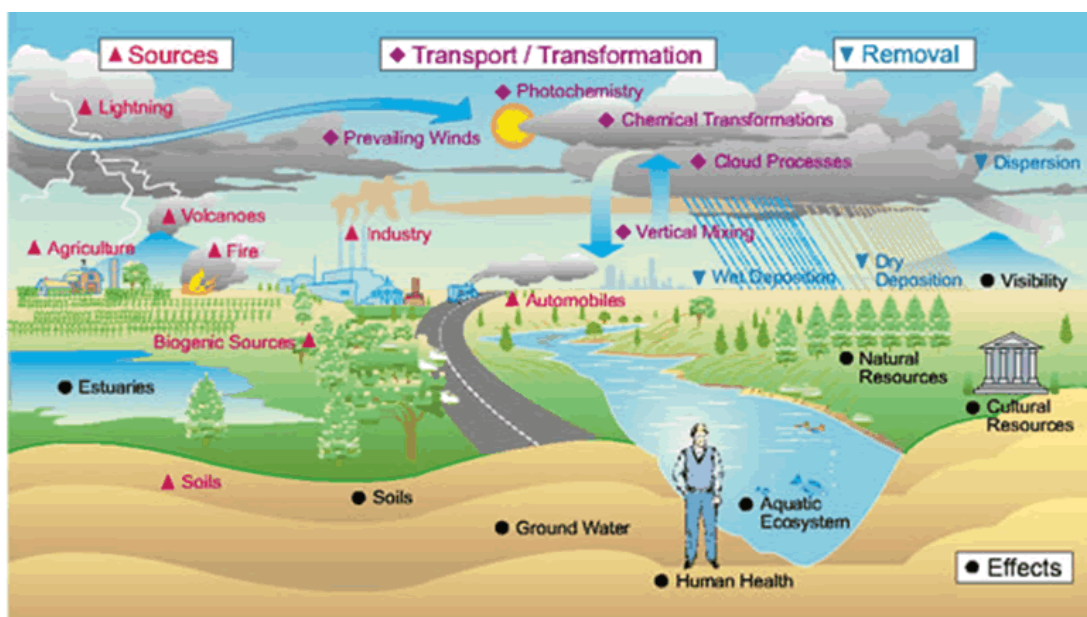 Sources
Transport / Transformation
Removal
Lightning
Photochemistry
Prevailing Winds
Chemical Transformations
Cloud Processes
Dispersion
Volcanoes
Agriculture
Fire
Industry
Vertical Mixing
Wet Deposition
Dry
Deposition
Visibility
Automobiles
Biogenic Sources
Natural
Resources
Estuaries
Cultural
Resources
Soils
Soils
Ground Water
Aquatic
Ecosystem
Human Health
Effects